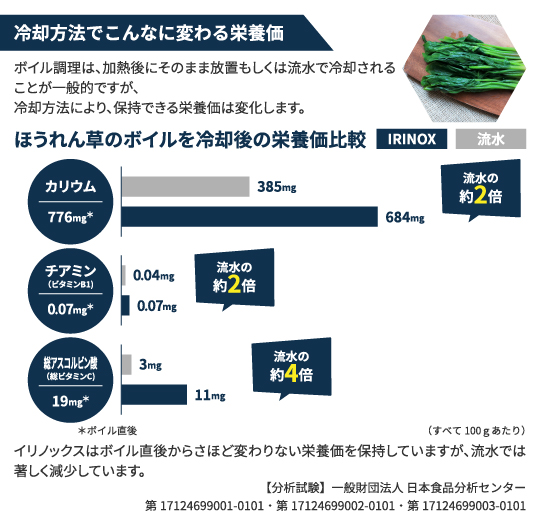 冷却方法でこんなに変わる栄養価
ボイル調理は、加熱後にそのまま放置もしくは流水で冷却される
ことが一般的ですが、
冷却方法により、保持できる栄養価は変化します。
ほうれん草のボイルを冷却後の栄養価比較
IRINOX
流水
カリウム
776mg*
385mg
684mg
流水の
約2倍
チアミン
(ビタミンB1)
0.07mg*
0.04mg
0.07mg
流水の
約2倍
総アスコルビン酸
(総ビタミンC)
19mg*
3mg
11mg
流水の
約4倍
*ボイル直後
(すべて100gあたり)
イリノックスはボイル直後からさほど変わりない栄養価を保持していますが、流水では
著しく減少しています。
【分析試験】一般財団法人 日本食品分析センター
第 17124699001-0101・第 17124699002-0101・第 17124699003-0101